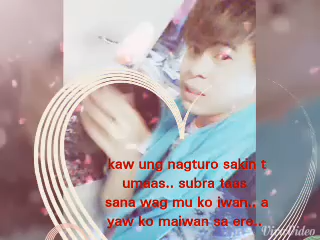 kaw ung nagturo sakin t
umaas.. subra taas
sana wag mu ko iwan.. a
yaw ko maiwan sa ere..
VivaVideo